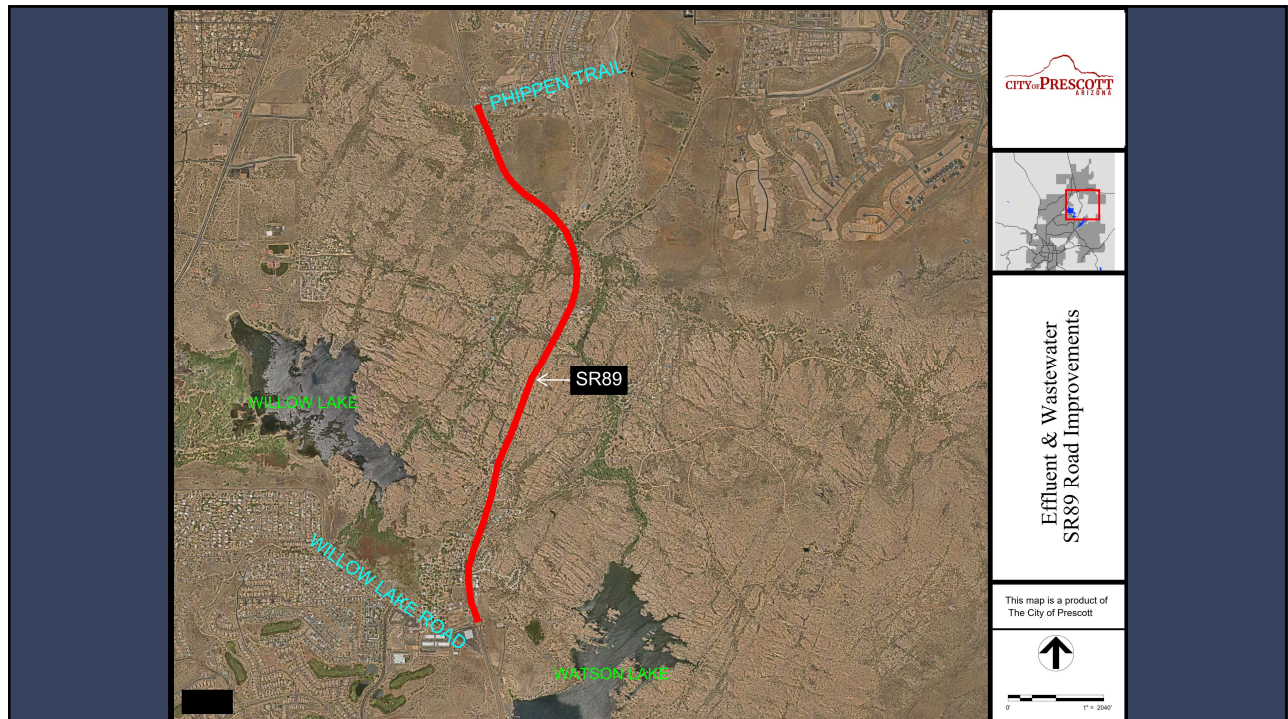 PHIPPEN TRAIL
SR89
WILLOW LAKE
WILLOW LAKE ROAD
WATSON LAKE
CITY OF PRESCOTT
ARIZONA
Effluent & Wastewater
SR89 Road Improvements
This map is a product of
The City of Prescott
0' 1" = 2040'